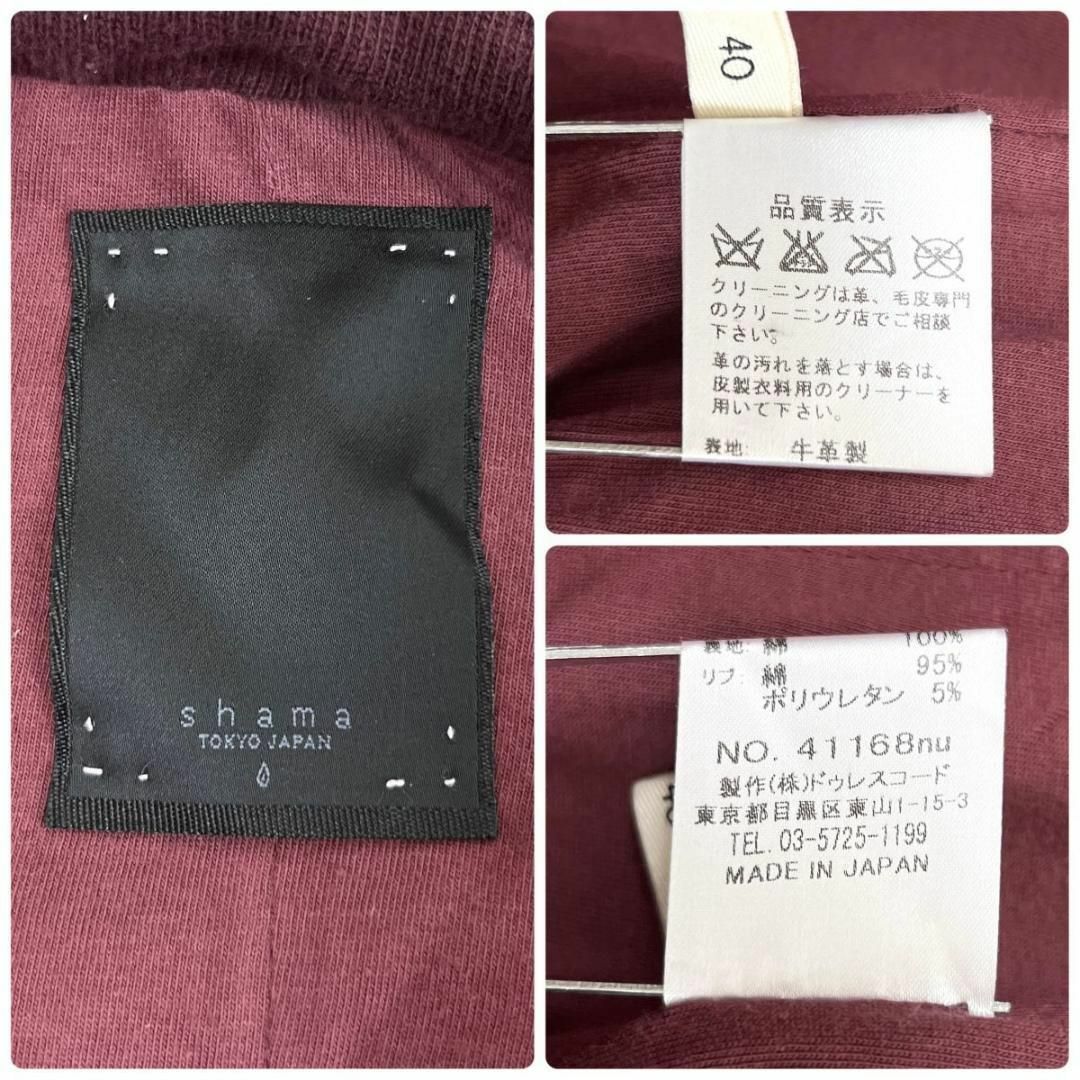 shama
TOKYO JAPAN
40
品質表示
クリーニングは革、毛皮専門
のクリーニング店でご相談
下さい。
革の汚れを落とす場合は、
皮製衣料用のクリーナーを
用いて下さい。
表地: 牛革製
裏地: 綿 100%
リブ: 綿 95%
ポリウレタン 5%
NO. 41168nu
製作(株)ドゥレスコード
東京都目黒区東山1-15-3
TEL. 03-5725-1199
MADE IN JAPAN